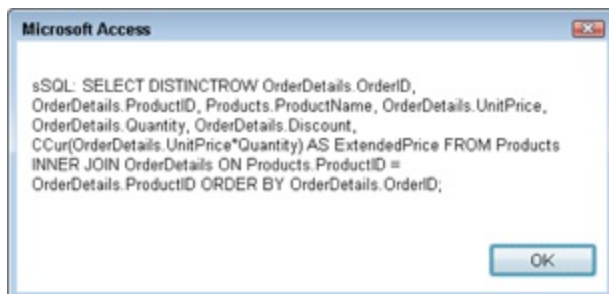 Microsoft Access
sSQL: SELECT DISTINCTROW OrderDetails.OrderID,
OrderDetails.ProductID, Products.ProductName, OrderDetails.UnitPrice,
OrderDetails.Quantity, OrderDetails.Discount,
CCur(OrderDetails.UnitPrice*Quantity) AS ExtendedPrice FROM Products
INNER JOIN OrderDetails ON Products.ProductID =
OrderDetails.ProductID ORDER BY OrderDetails.OrderID;
OK